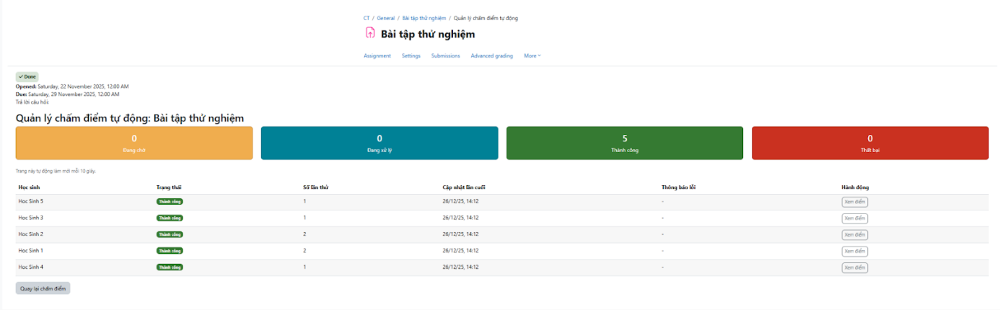 CT / General / Bài tập thử nghiệm / Quản lý chấm điểm tự động
Bài tập thử nghiệm
Assignment Settings Submissions Advanced grading More
Done
Opened: Saturday, 22 November 2025, 12:00 AM
Due: Saturday, 29 November 2025, 12:00 AM
Trả lời câu hỏi:
Quản lý chấm điểm tự động: Bài tập thử nghiệm
0 0 5 0
Đang chờ Đang xử lý Thành công Thất bại
Trang này tự động làm mới mỗi 10 giây.
Học sinh Trạng thái Số lần thử Cập nhật lần cuối Thông báo lỗi Hành động
Hoc Sinh 5 Thành công 1 26/12/25, 14:12 - Xem điểm
Hoc Sinh 3 Thành công 1 26/12/25, 14:12 - Xem điểm
Hoc Sinh 2 Thành công 2 26/12/25, 14:12 - Xem điểm
Hoc Sinh 1 Thành công 2 26/12/25, 14:12 - Xem điểm
Hoc Sinh 4 Thành công 1 26/12/25, 14:12 - Xem điểm
Quay lại chấm điểm